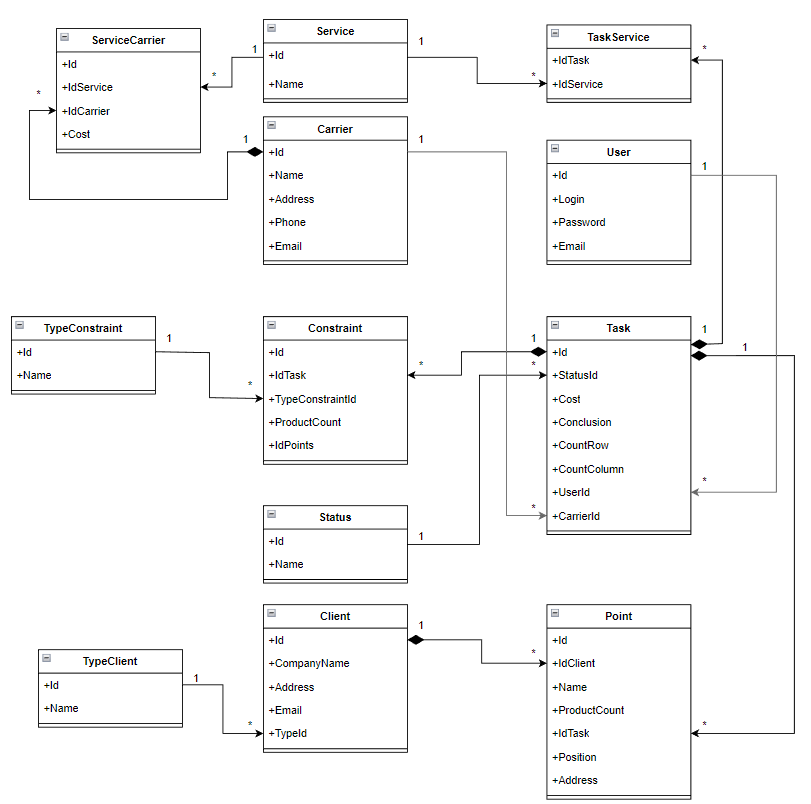 ServiceCarrier
+Id
+IdService
+IdCarrier
+Cost
Service
+Id
+Name
TaskService
+IdTask
+IdService
1
*
1
*
*
*
Carrier
+Id
+Name
+Address
+Phone
+Email
1
1
User
+Id
+Login
+Password
+Email
1
TypeConstraint
+Id
+Name
1
*
Constraint
+Id
+IdTask
+TypeConstraintId
+ProductCount
+IdPoints
*
1
*
Task
+Id
+StatusId
+Cost
+Conclusion
+CountRow
+CountColumn
+UserId
+CarrierId
1
1
*
*
Status
+Id
+Name
1
TypeClient
+Id
+Name
1
*
Client
+Id
+CompanyName
+Address
+Email
+TypeId
1
*
Point
+Id
+IdClient
+Name
+ProductCount
+IdTask
+Position
+Address
*